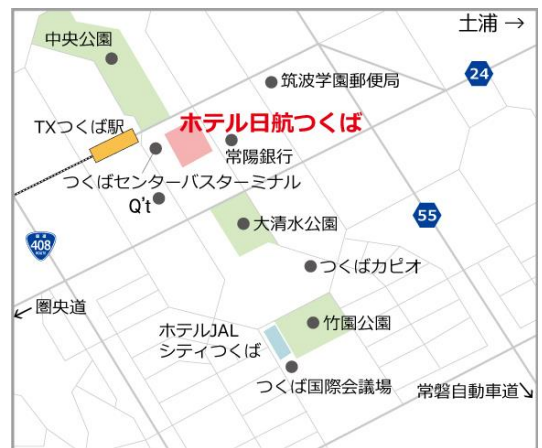 土浦 →
中央公園
24
筑波学園郵便局
TXつくば駅
ホテル日航つくば
常陽銀行
つくばセンターバスターミナル
Q't
大清水公園
55
408
つくばカピオ
圏央道
竹園公園
ホテルJAL
シティつくば
つくば国際会議場
常磐自動車道